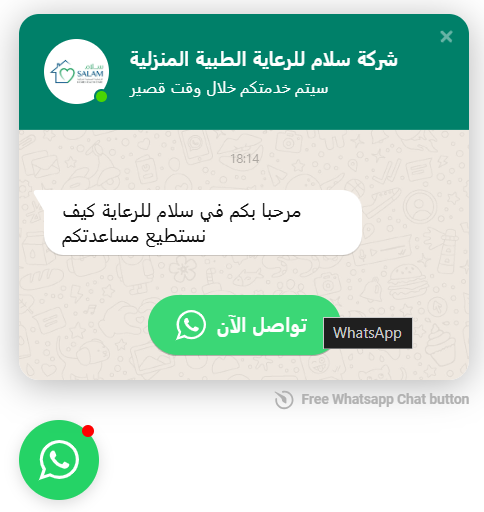 شركة سلام للرعاية الطبية المنزلية
سيتم خدمتكم خلال وقت قصير
سلام
SALAM
18:14
مرحبا بكم في سلام للرعاية كيف
نستطيع مساعدتكم
تواصل الآن
WhatsApp
Free Whatsapp Chat button